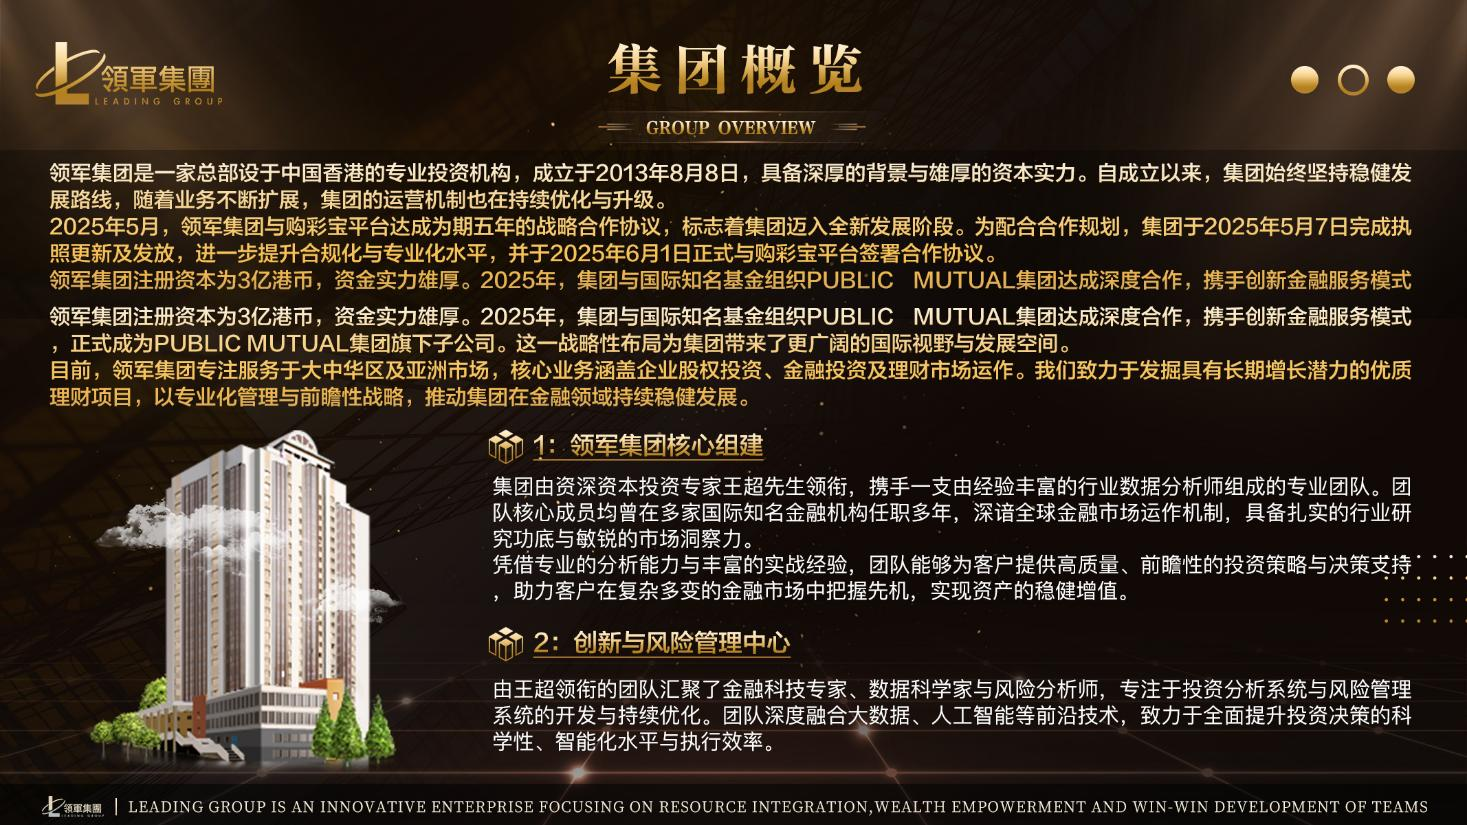 領軍集團
LEADING GROUP
集团概览
GROUP OVERVIEW
领军集团是一家总部设于中国香港的专业投资机构，成立于2013年8月8日，具备深厚的背景与雄厚的资本实力。自成立以来，集团始终坚持稳健发
展路线，随着业务不断扩展，集团的运营机制也在持续优化与升级。
2025年5月，领军集团与购彩宝平台达成为期五年的战略合作协议，标志着集团迈入全新发展阶段。为配合合作规划，集团于2025年5月7日完成执
照更新及发放，进一步提升合规化与专业化水平，并于2025年6月1日正式与购彩宝平台签署合作协议。
领军集团注册资本为3亿港币，资金实力雄厚。2025年，集团与国际知名基金组织PUBLIC MUTUAL集团达成深度合作，携手创新金融服务模式
领军集团注册资本为3亿港币，资金实力雄厚。2025年，集团与国际知名基金组织PUBLIC MUTUAL集团达成深度合作，携手创新金融服务模式
，正式成为PUBLIC MUTUAL集团旗下子公司。这一战略性布局为集团带来了更广阔的国际视野与发展空间。
目前，领军集团专注服务于大中华区及亚洲市场，核心业务涵盖企业股权投资、金融投资及理财市场运作。我们致力于发掘具有长期增长潜力的优质
理财项目，以专业化管理与前瞻性战略，推动集团在金融领域持续稳健发展。
1：领军集团核心组建
集团由资深资本投资专家王超先生领衔，携手一支由经验丰富的行业数据分析师组成的专业团队。团
队核心成员均曾在多家国际知名金融机构任职多年，深谙全球金融市场运作机制，具备扎实的行业研
究功底与敏锐的市场洞察力。
凭借专业的分析能力与丰富的实战经验，团队能够为客户提供高质量、前瞻性的投资策略与决策支持
，助力客户在复杂多变的金融市场中把握先机，实现资产的稳健增值。
2：创新与风险管理中心
由王超领衔的团队汇聚了金融科技专家、数据科学家与风险分析师，专注于投资分析系统与风险管理
系统的开发与持续优化。团队深度融合大数据、人工智能等前沿技术，致力于全面提升投资决策的科
学性、智能化水平与执行效率。
領軍集團
LEADING GROUP
LEADING GROUP IS AN INNOVATIVE ENTERPRISE FOCUSING ON RESOURCE INTEGRATION,WEALTH EMPOWERMENT AND WIN-WIN DEVELOPMENT OF TEAMS